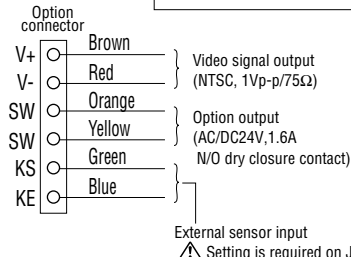 Option
connector
V+ Brown
V- Red
Video signal output
(NTSC, 1Vp-p/75Ω)
SW Orange
SW Yellow
Option output
(AC/DC24V,1.6A
N/O dry closure contact)
KS Green
KE Blue
External sensor input
Setting is required on J